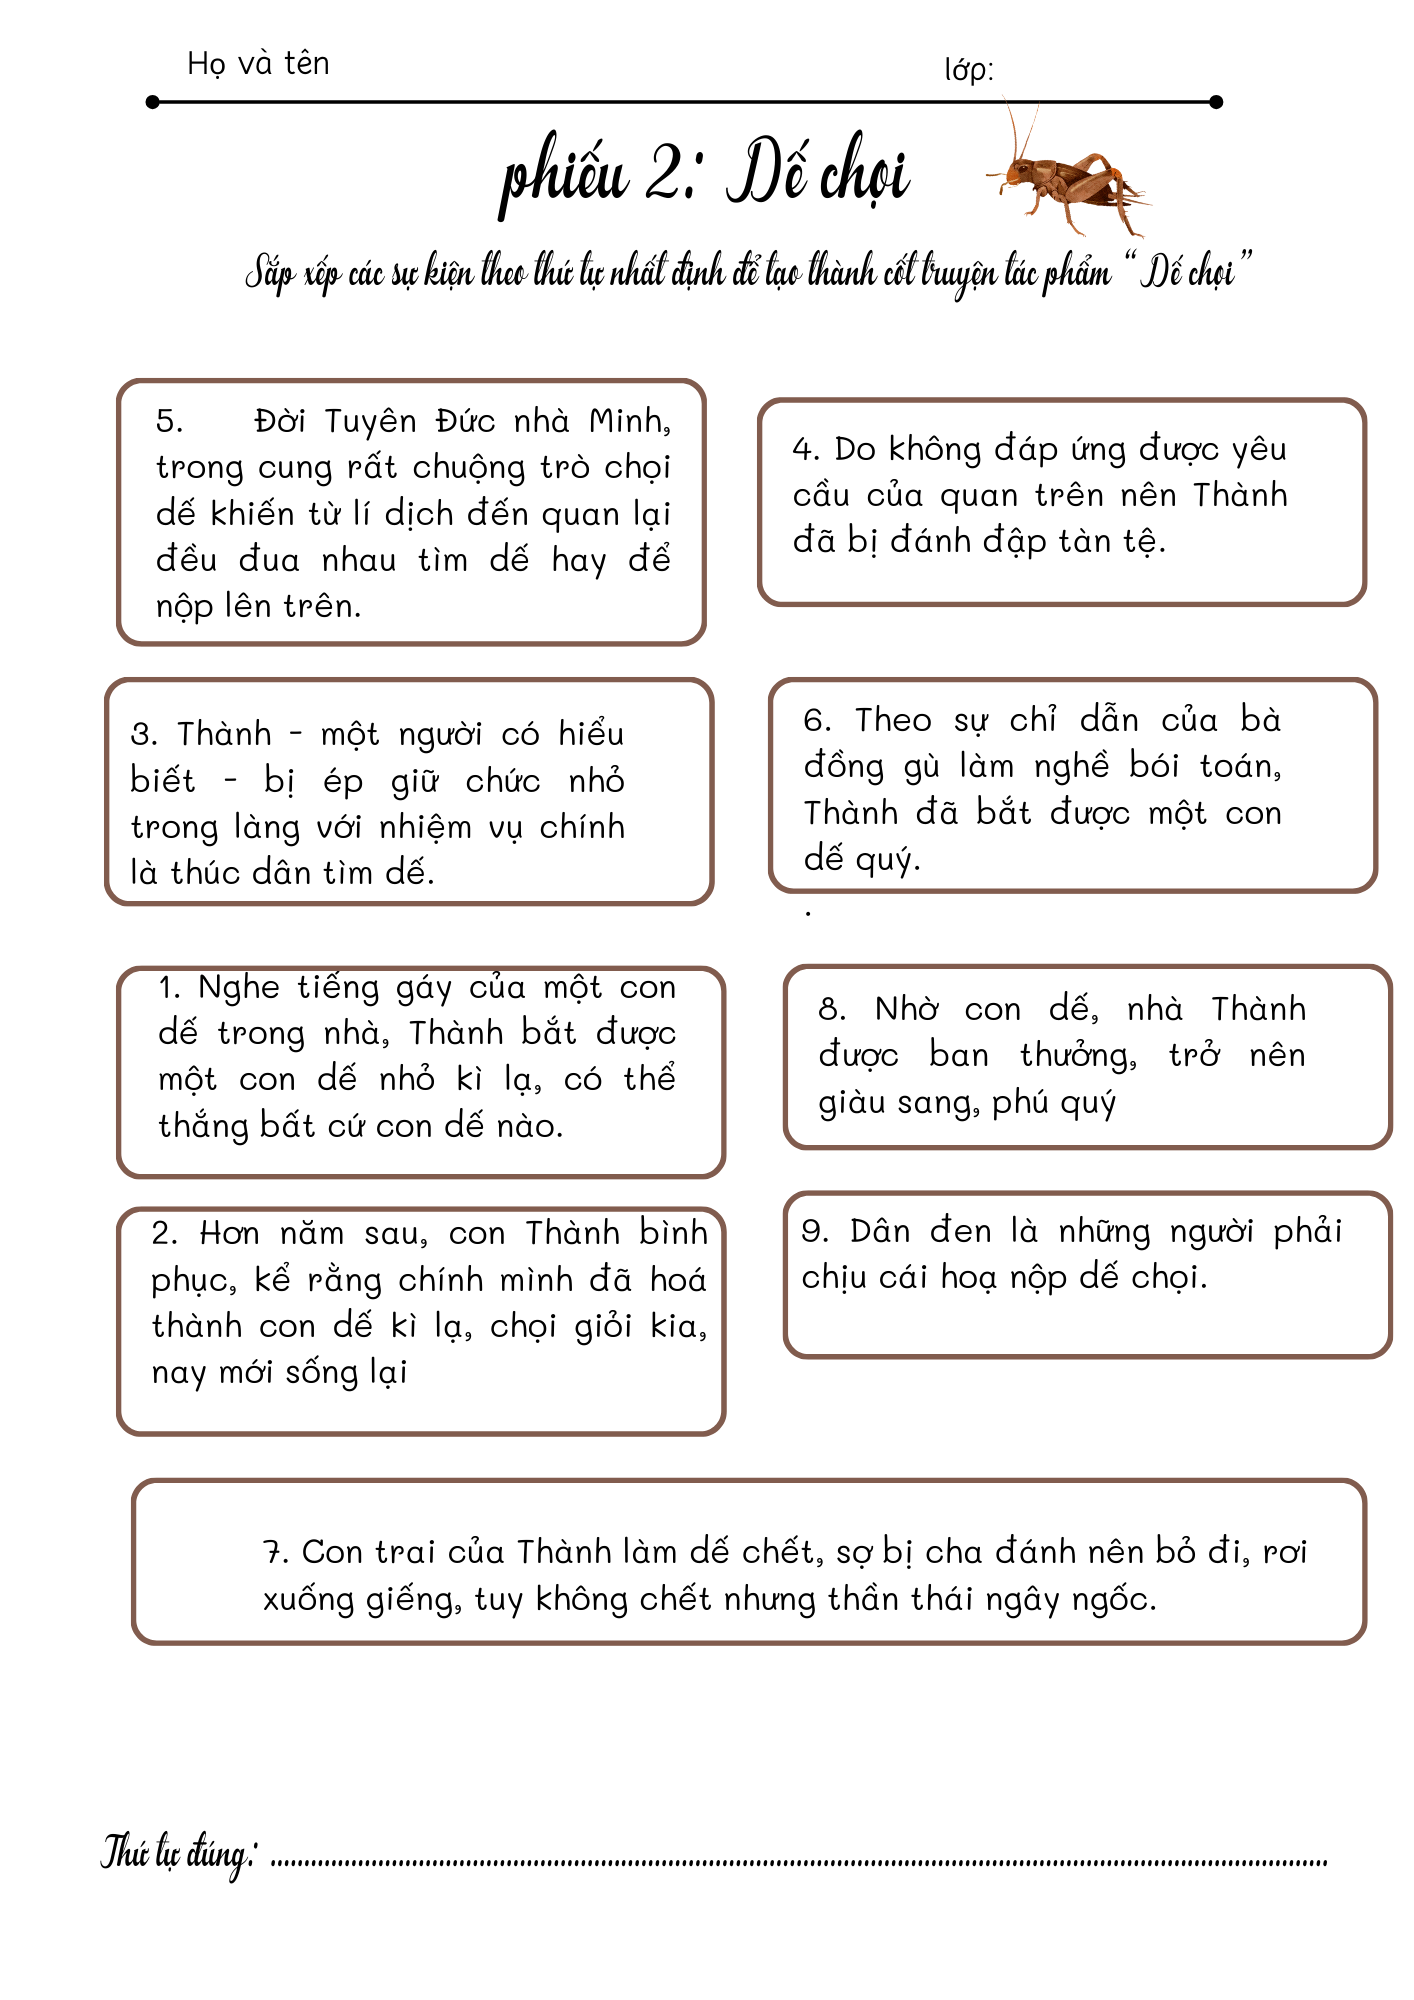 Họ và tên
lớp:
phiếu 2: Dế chọi
Sắp xếp các sự kiện theo thứ tự nhất định để tạo thành cốt truyện tác phẩm “ Dế chọi”
5. Đời Tuyên Đức nhà Minh,
trong cung rất chuộng trò chọi
dế khiến từ lí dịch đến quan lại
đều đua nhau tìm dế hay để
nộp lên trên.
4. Do không đáp ứng được yêu
cầu của quan trên nên Thành
đã bị đánh đập tàn tệ.
3. Thành - một người có hiểu
biết - bị ép giữ chức nhỏ
trong làng với nhiệm vụ chính
là thúc dân tìm dế.
6. Theo sự chỉ dẫn của bà
đồng gù làm nghề bói toán,
Thành đã bắt được một con
dế quý.
.
1. Nghe tiếng gáy của một con
dế trong nhà, Thành bắt được
một con dế nhỏ kì lạ, có thể
thắng bất cứ con dế nào.
8. Nhờ con dế, nhà Thành
được ban thưởng, trở nên
giàu sang, phú quý
2. Hơn năm sau, con Thành bình
phục, kể rằng chính mình đã hoá
thành con dế kì lạ, chọi giỏi kia,
nay mới sống lại
9. Dân đen là những người phải
chịu cái hoạ nộp dế chọi.
7. Con trai của Thành làm dế chết, sợ bị cha đánh nên bỏ đi, rơi
xuống giếng, tuy không chết nhưng thần thái ngây ngốc.
Thứ tự đúng: ............................................................................................................................................................